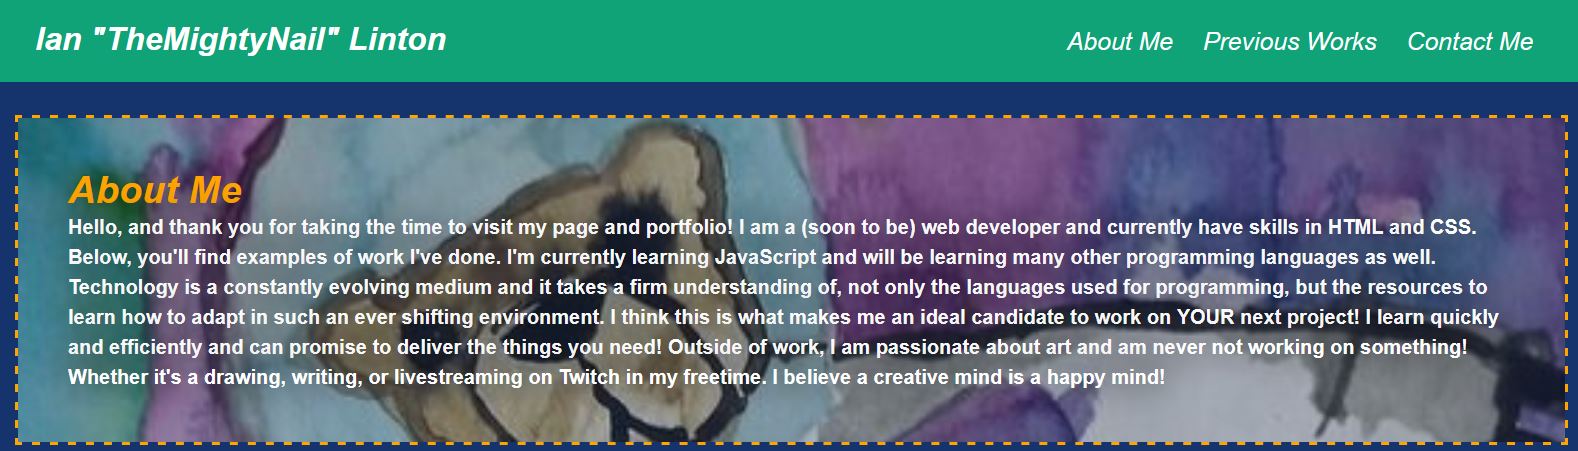 Ian "TheMightyNail" Linton
About Me Previous Works Contact Me
About Me
Hello, and thank you for taking the time to visit my page and portfolio! I am a (soon to be) web developer and currently have skills in HTML and CSS.
Below, you'll find examples of work I've done. I'm currently learning JavaScript and will be learning many other programming languages as well.
Technology is a constantly evolving medium and it takes a firm understanding of, not only the languages used for programming, but the resources to
learn how to adapt in such an ever shifting environment. I think this is what makes me an ideal candidate to work on YOUR next project! I learn quickly
and efficiently and can promise to deliver the things you need! Outside of work, I am passionate about art and am never not working on something!
Whether it's a drawing, writing, or livestreaming on Twitch in my freetime. I believe a creative mind is a happy mind!